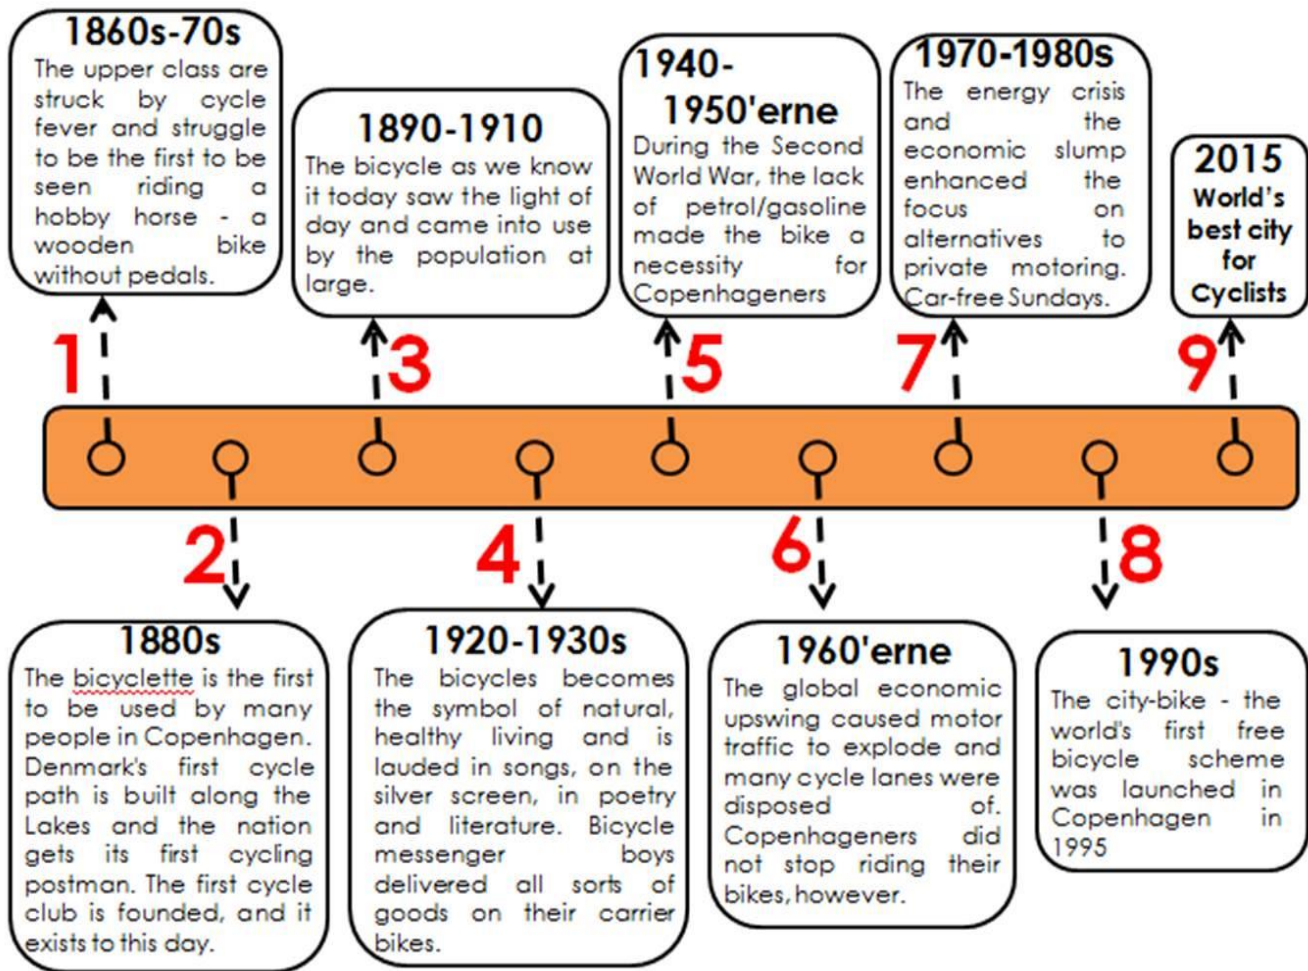 1860s-70s
The upper class are
struck by cycle
fever and struggle
to be the first to be
seen riding a
hobby horse - a
wooden bike
without pedals.
1
1880s
The bicyclette is the first
to be used by many
people in Copenhagen.
Denmark's first cycle
path is built along the
Lakes and the nation
gets its first cycling
postman. The first cycle
club is founded, and it
exists to this day.
2
1890-1910
The bicycle as we know
it today saw the light of
day and came into use
by the population at
large.
3
1920-1930s
The bicycles becomes
the symbol of natural,
healthy living and is
lauded in songs, on the
silver screen, in poetry
and literature. Bicycle
messenger boys
delivered all sorts of
goods on their carrier
bikes.
4
1940-
1950'erne
During the Second
World War, the lack
of petrol/gasoline
made the bike a
necessity for
Copenhageners
5
1960'erne
The global economic
upswing caused motor
traffic to explode and
many cycle lanes were
disposed of.
Copenhageners did
not stop riding their
bikes, however.
6
1970-1980s
The energy crisis
and the
economic slump
enhanced the
focus on
alternatives to
private motoring.
Car-free Sundays.
7
1990s
The city-bike - the
world's first free
bicycle scheme
was launched in
Copenhagen in
1995
8
2015
World's
best city
for
Cyclists
9